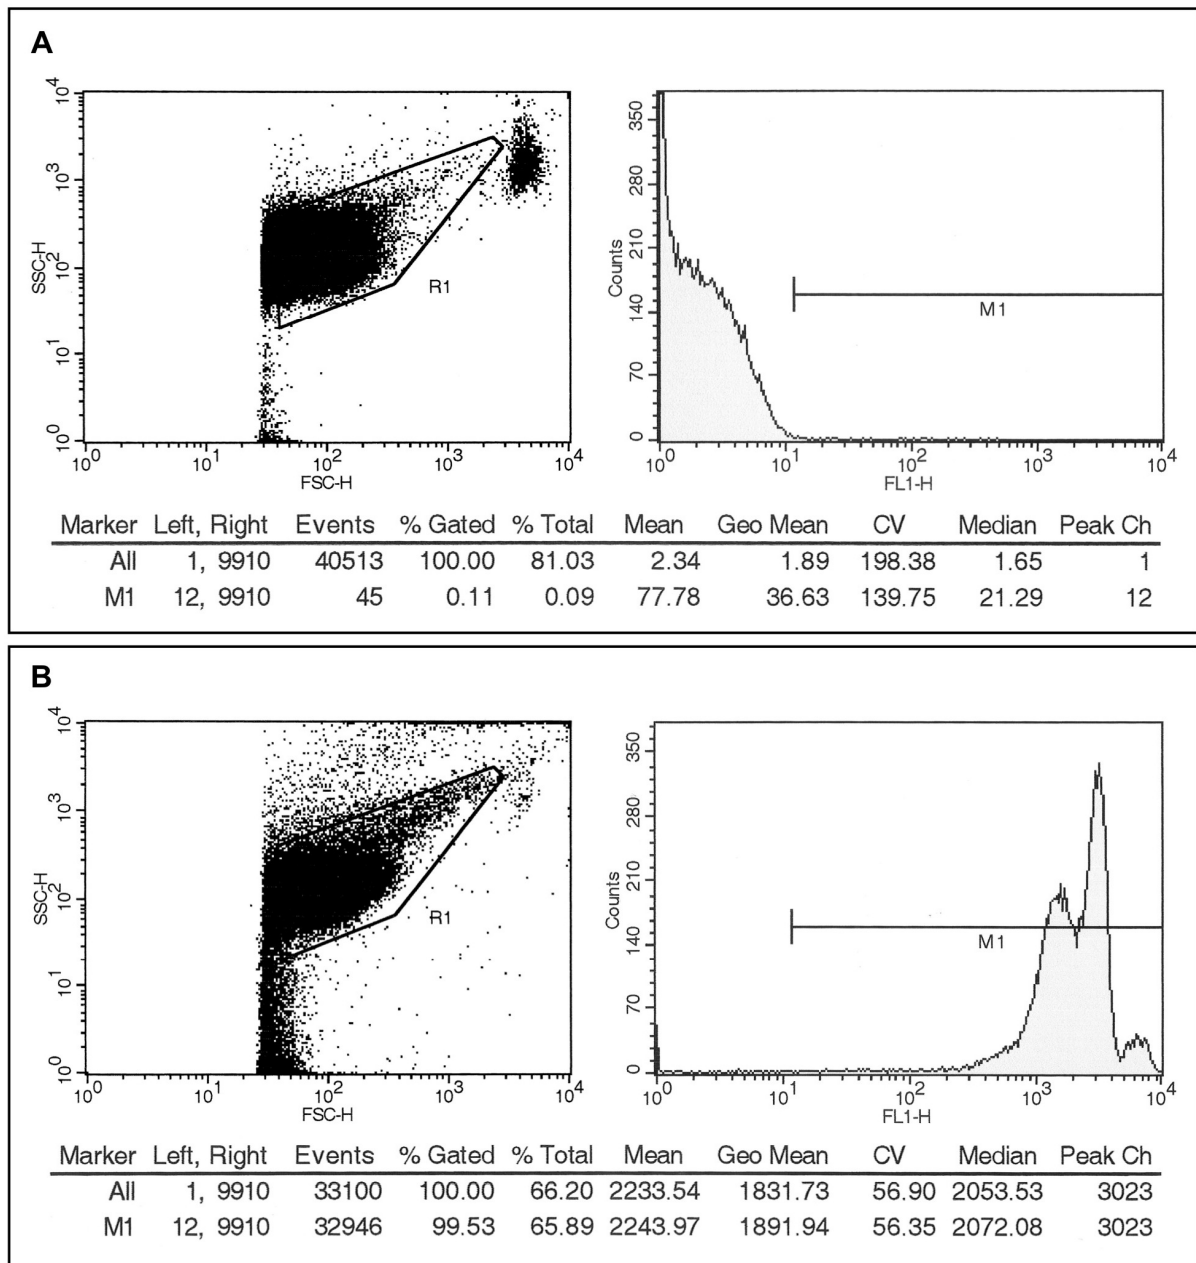 A
10^4
10^3
10^2
10^1
10^0
SSC-H
R1
10^0 10^1 10^2 10^3 10^4
FSC-H
350
280
210
140
70
0
Counts
M1
10^0 10^1 10^2 10^3 10^4
FL1-H
Marker Left, Right Events % Gated % Total Mean Geo Mean CV Median Peak Ch
All 1, 9910 40513 100.00 81.03 2.34 1.89 198.38 1.65 1
M1 12, 9910 45 0.11 0.09 77.78 36.63 139.75 21.29 12
B
10^4
10^3
10^2
10^1
10^0
SSC-H
R1
10^0 10^1 10^2 10^3 10^4
FSC-H
350
280
210
140
70
0
Counts
M1
10^0 10^1 10^2 10^3 10^4
FL1-H
Marker Left, Right Events % Gated % Total Mean Geo Mean CV Median Peak Ch
All 1, 9910 33100 100.00 66.20 2233.54 1831.73 56.90 2053.53 3023
M1 12, 9910 32946 99.53 65.89 2243.97 1891.94 56.35 2072.08 3023